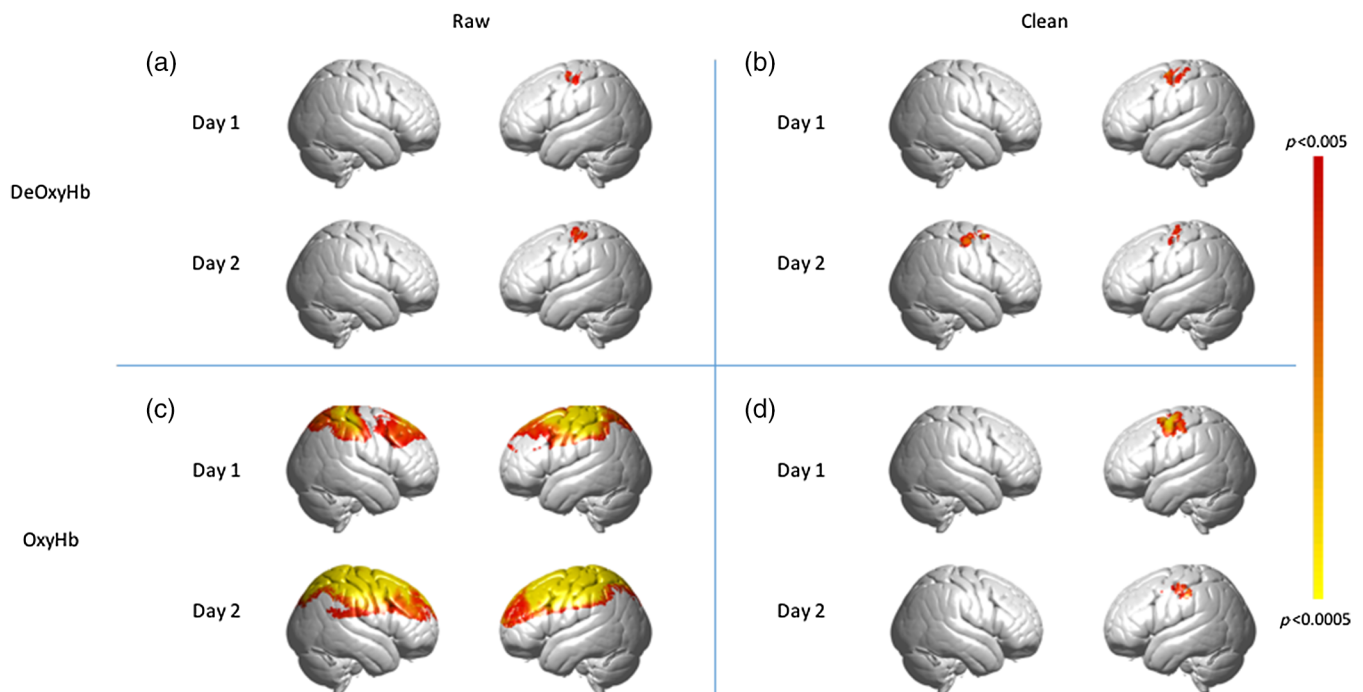 Raw
Clean
(a)
(b)
Day 1
Day 1
p<0.005
DeOxyHb
Day 2
Day 2
(c)
(d)
Day 1
Day 1
OxyHb
Day 2
Day 2
p<0.0005